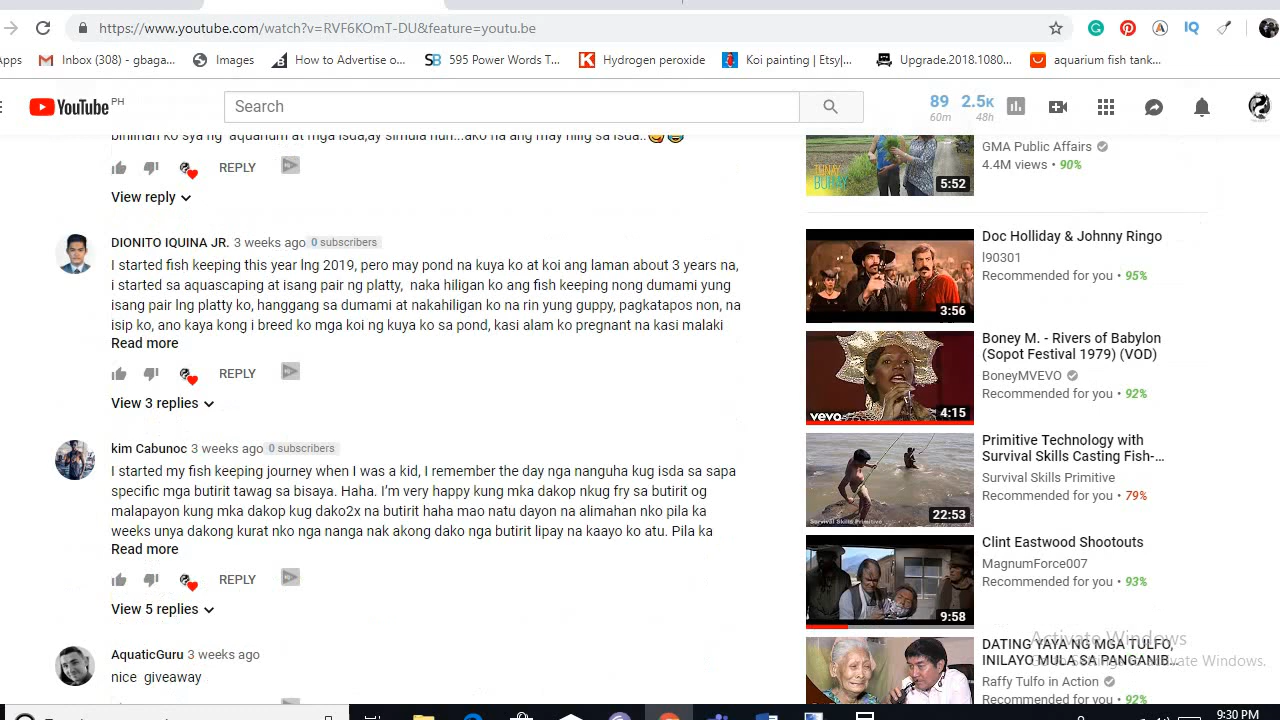 https://www.youtube.com/watch?v=RVF6KOmT-DU&feature=youtu.be
Inbox (308) - gbaga...
Images
How to Advertise o...
595 Power Words T...
Hydrogen peroxide
Koi painting | Etsy|...
Upgrade.2018.1080...
aquarium fish tank...
YouTube PH
Search
89 2.5K
60m 48h
binilhan ko sya ng aquarium at mga isda,ay simula nun...ako na ang may hilig sa isda..
REPLY
View reply
DIONITO IQUINA JR. 3 weeks ago 0 subscribers
I started fish keeping this year lng 2019, pero may pond na kuya ko at koi ang laman about 3 years na,
i started sa aquascaping at isang pair ng platty, naka hiligan ko ang fish keeping nong dumami yung
isang pair lng platty ko, hanggang sa dumami at nakahiligan ko na rin yung guppy, pagkatapos non, na
isip ko, ano kaya kong i breed ko mga koi ng kuya ko sa pond, kasi alam ko pregnant na kasi malaki
Read more
REPLY
View 3 replies
kim Cabunoc 3 weeks ago 0 subscribers
I started my fish keeping journey when I was a kid, I remember the day nga nanguha kug isda sa sapa
specific mga butirit tawag sa bisaya. Haha. I'm very happy kung mka dakop nkug fry sa butirit og
malapayon kung mka dakop kug dako2x na butirit haha mao natu dayon na alimahan nko pila ka
weeks unya dakong kurat nko nga nanga nak akong dako nga butirit lipay na kaayo ko atu. Pila ka
Read more
REPLY
View 5 replies
AquaticGuru 3 weeks ago
nice giveaway
GMA Public Affairs
4.4M views • 90%
5:52
Doc Holliday & Johnny Ringo
l90301
Recommended for you • 95%
3:56
Boney M. - Rivers of Babylon
(Sopot Festival 1979) (VOD)
BoneyMVEVO
Recommended for you • 92%
vevo
4:15
Primitive Technology with
Survival Skills Casting Fish-...
Survival Skills Primitive
Recommended for you • 79%
Survival Skills Primitive
22:53
Clint Eastwood Shootouts
MagnumForce007
Recommended for you • 93%
9:58
DATING YAYA NG MGA TULFO,
INILAYO MULA SA PANGANIB...
Raffy Tulfo in Action
Recommended for you • 92%
Activate Windows
9:30 PM